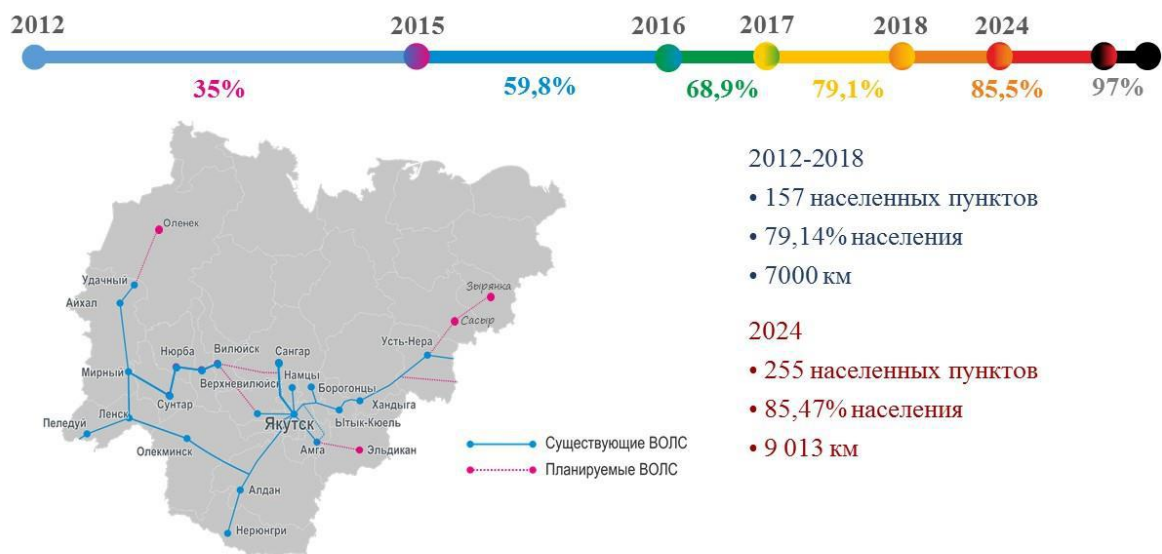 2012 2015 2016 2017 2018 2024
35% 59,8% 68,9% 79,1% 85,5% 97%
2012-2018
• 157 населенных пунктов
• 79,14% населения
• 7000 км
2024
• 255 населенных пунктов
• 85,47% населения
• 9 013 км
Оленек
Удачный
Айхал
Зырянка
Сасыр
Усть-Нера
Нюрба
Вилюйск
Сангар
Мирный
Верхневилюйск
Намцы
Борогонцы
Сунтар
Хандыга
Ленск
Якутск
Ытык-Кюель
Пеледуй
Олекминск
Амга
Эльдикан
Алдан
Нерюнгри
Существующие ВОЛС
Планируемые ВОЛС